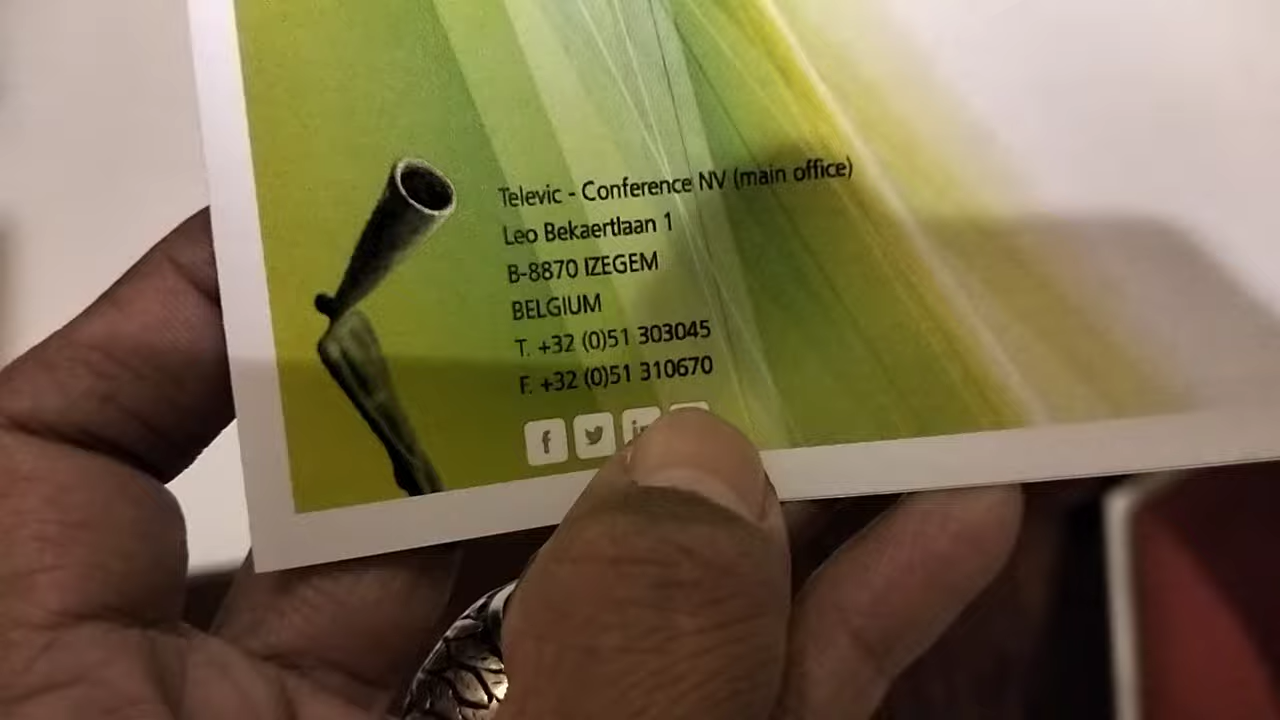 Televic - Conference NV (main office)
Leo Bekaertlaan 1
B-8870 IZEGEM
BELGIUM
T. +32 (0)51 303045
F. +32 (0)51 310670
f
in